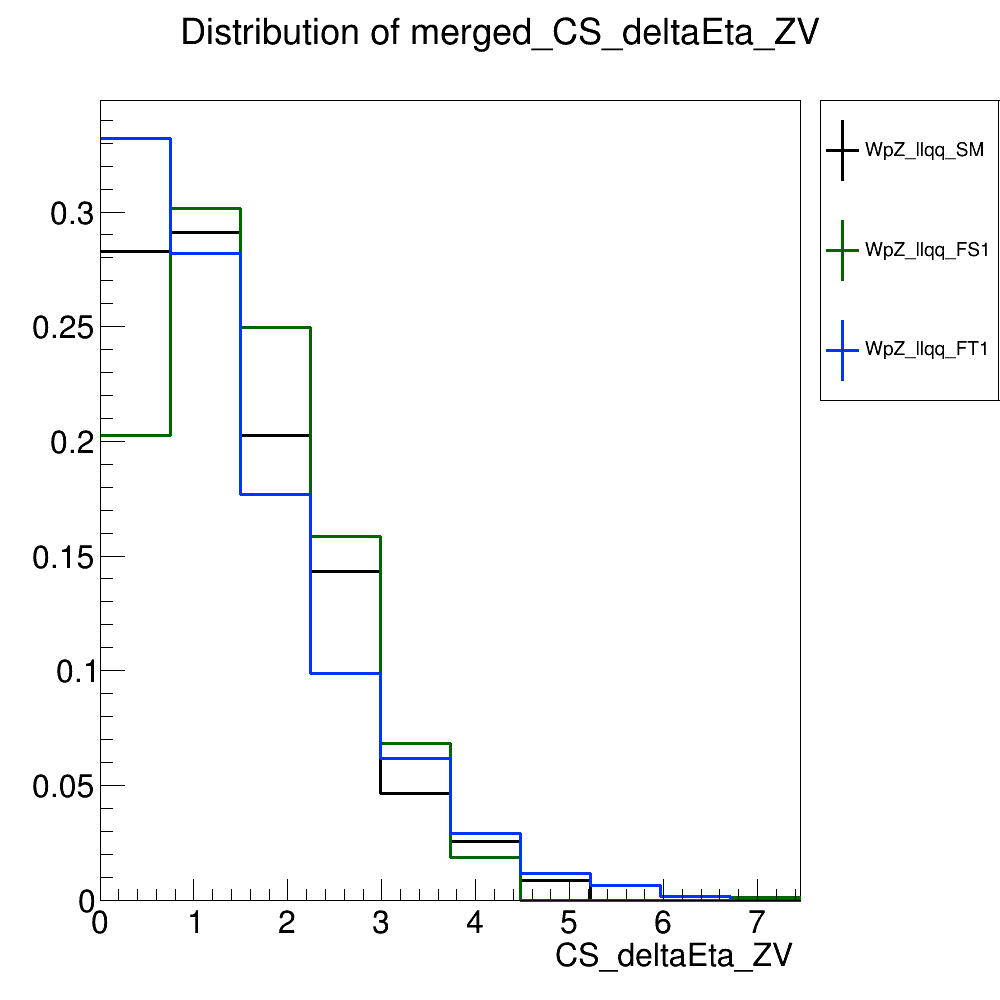 Distribution of merged_CS_deltaEta_ZV
WpZ_llqq_SM
WpZ_llqq_FS1
WpZ_llqq_FT1
0.3
0.25
0.2
0.15
0.1
0.05
0
0 1 2 3 4 5 6 7
CS_deltaEta_ZV